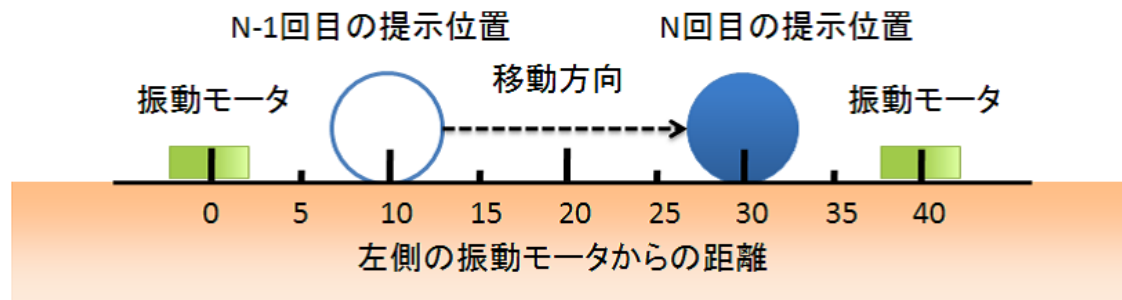 N-1回目の提示位置
N回目の提示位置
振動モータ
移動方向
振動モータ
0 5 10 15 20 25 30 35 40
左側の振動モータからの距離